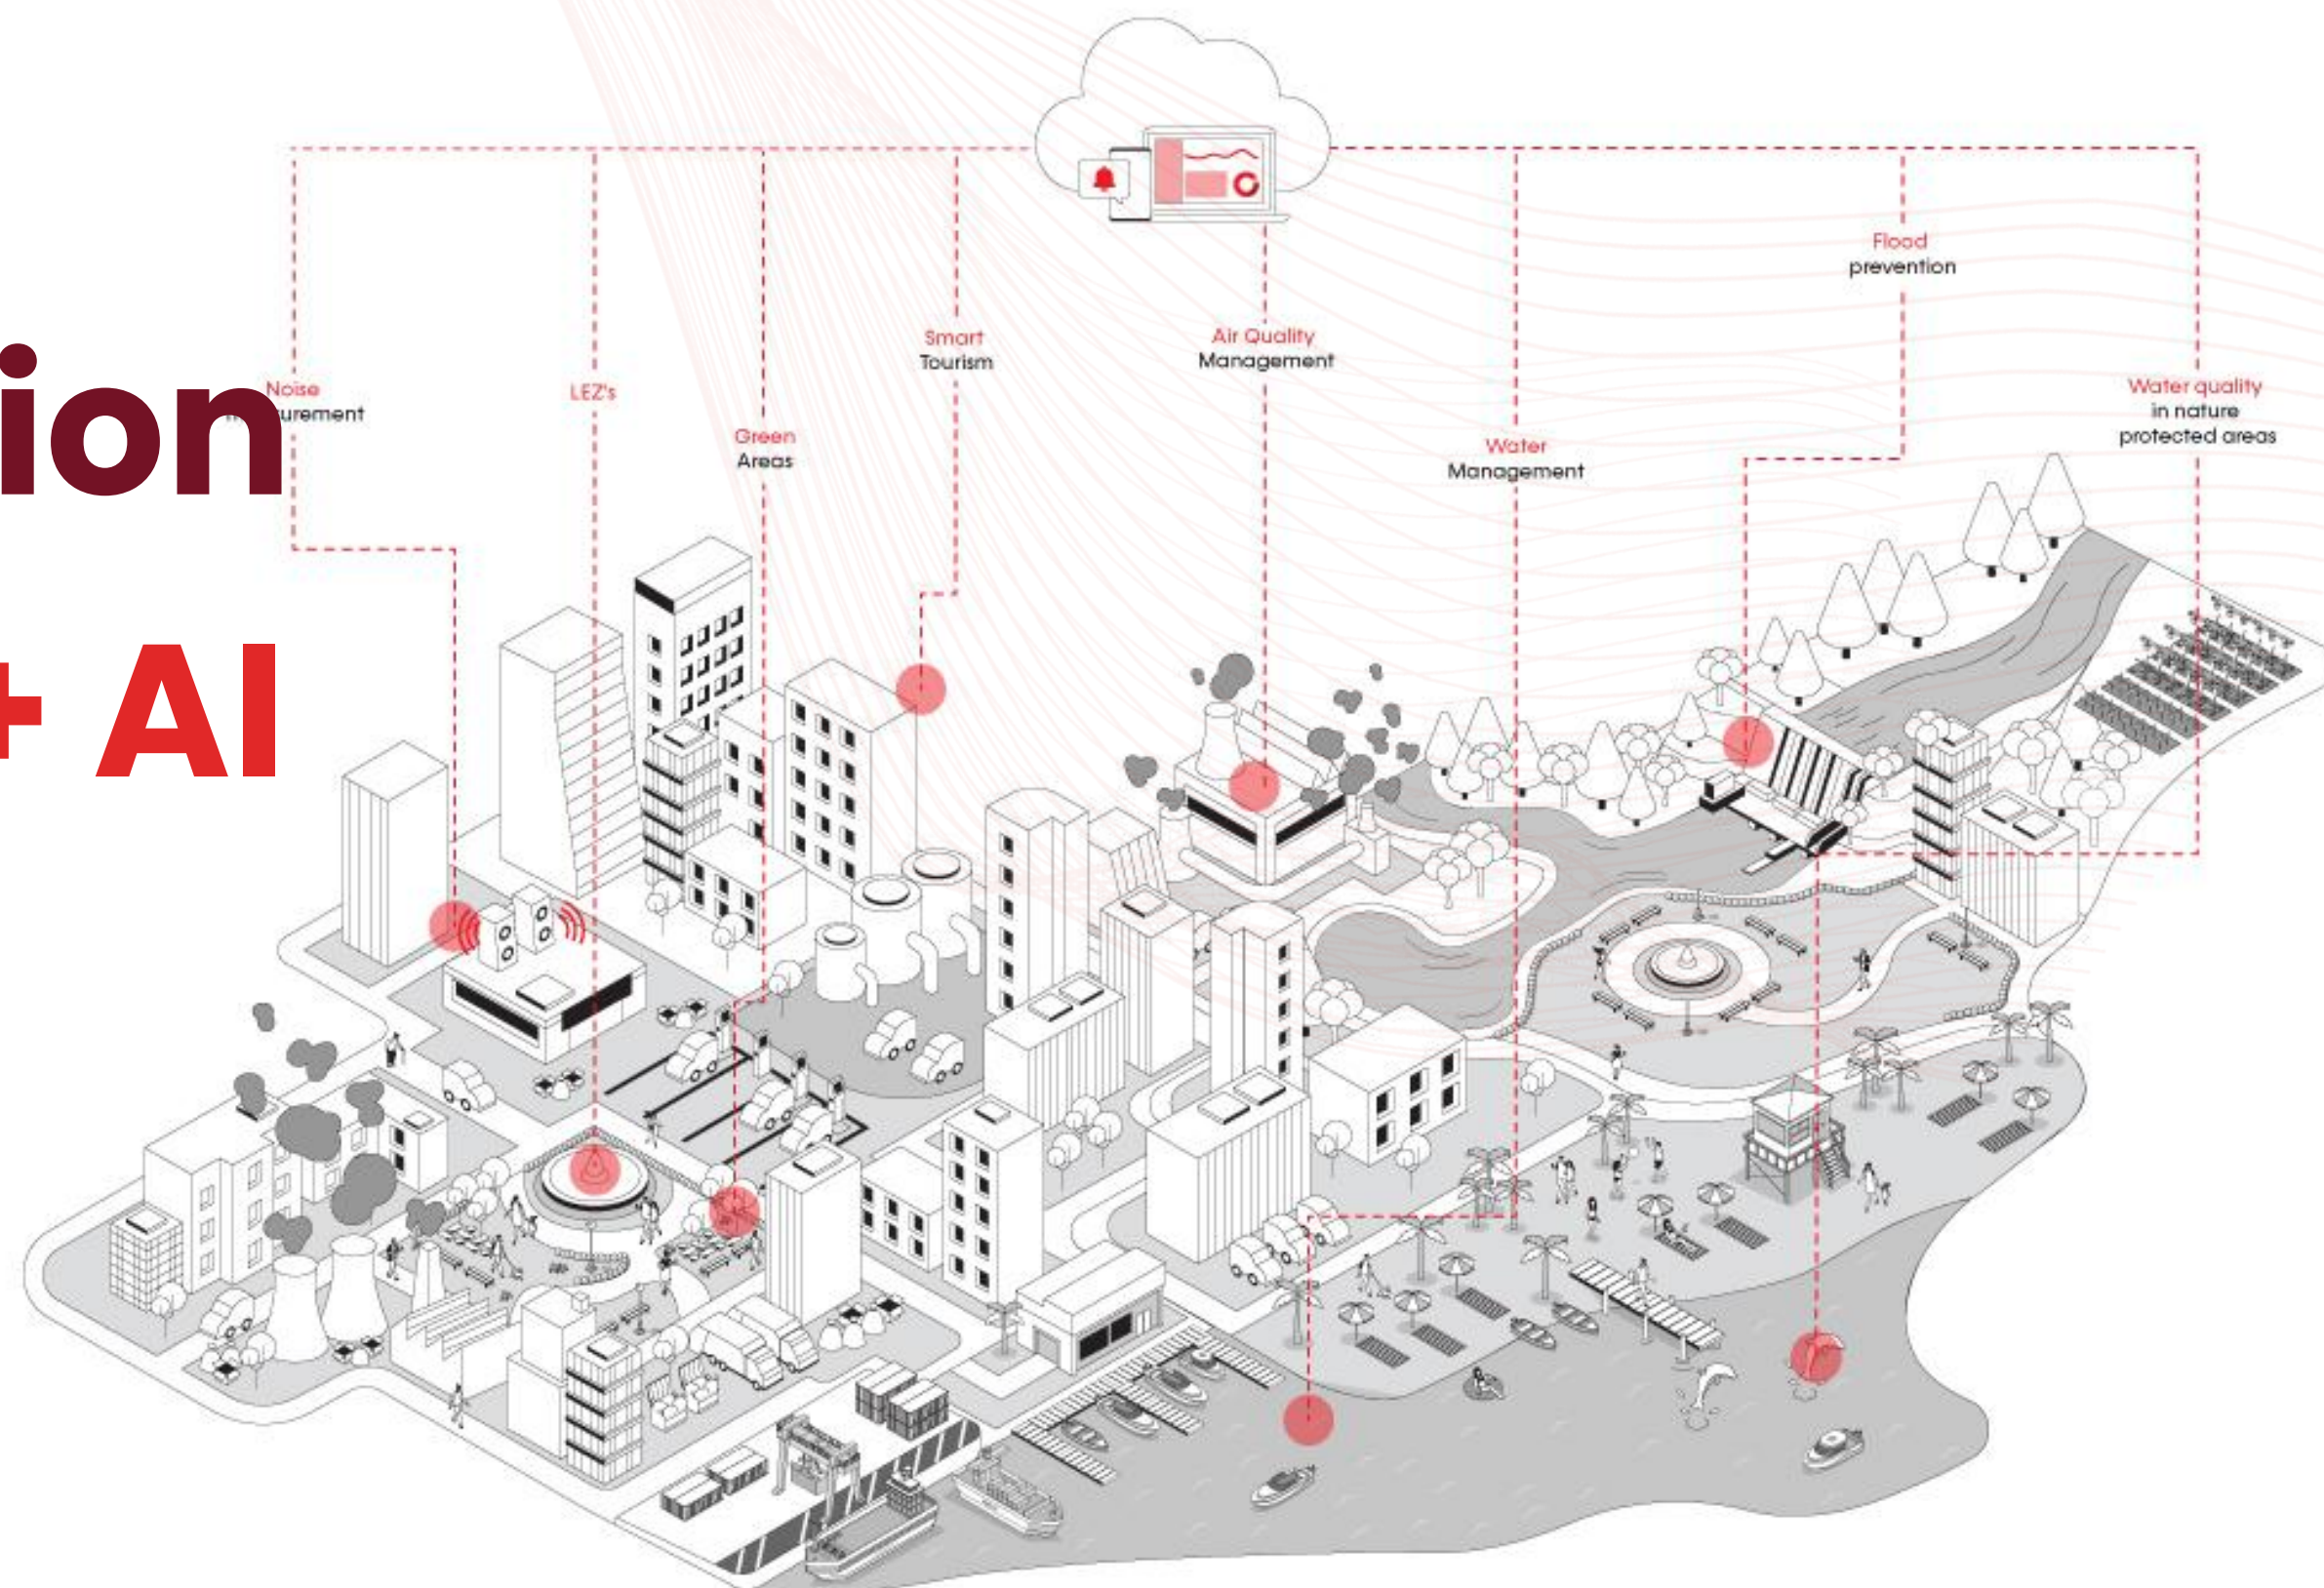 Flood
prevention
Smart
Tourism
Air Quality
Management
Noise
LEZ's
Water quality
in nature
protected areas
ion
Green
Areas
Water
Management
+ AI